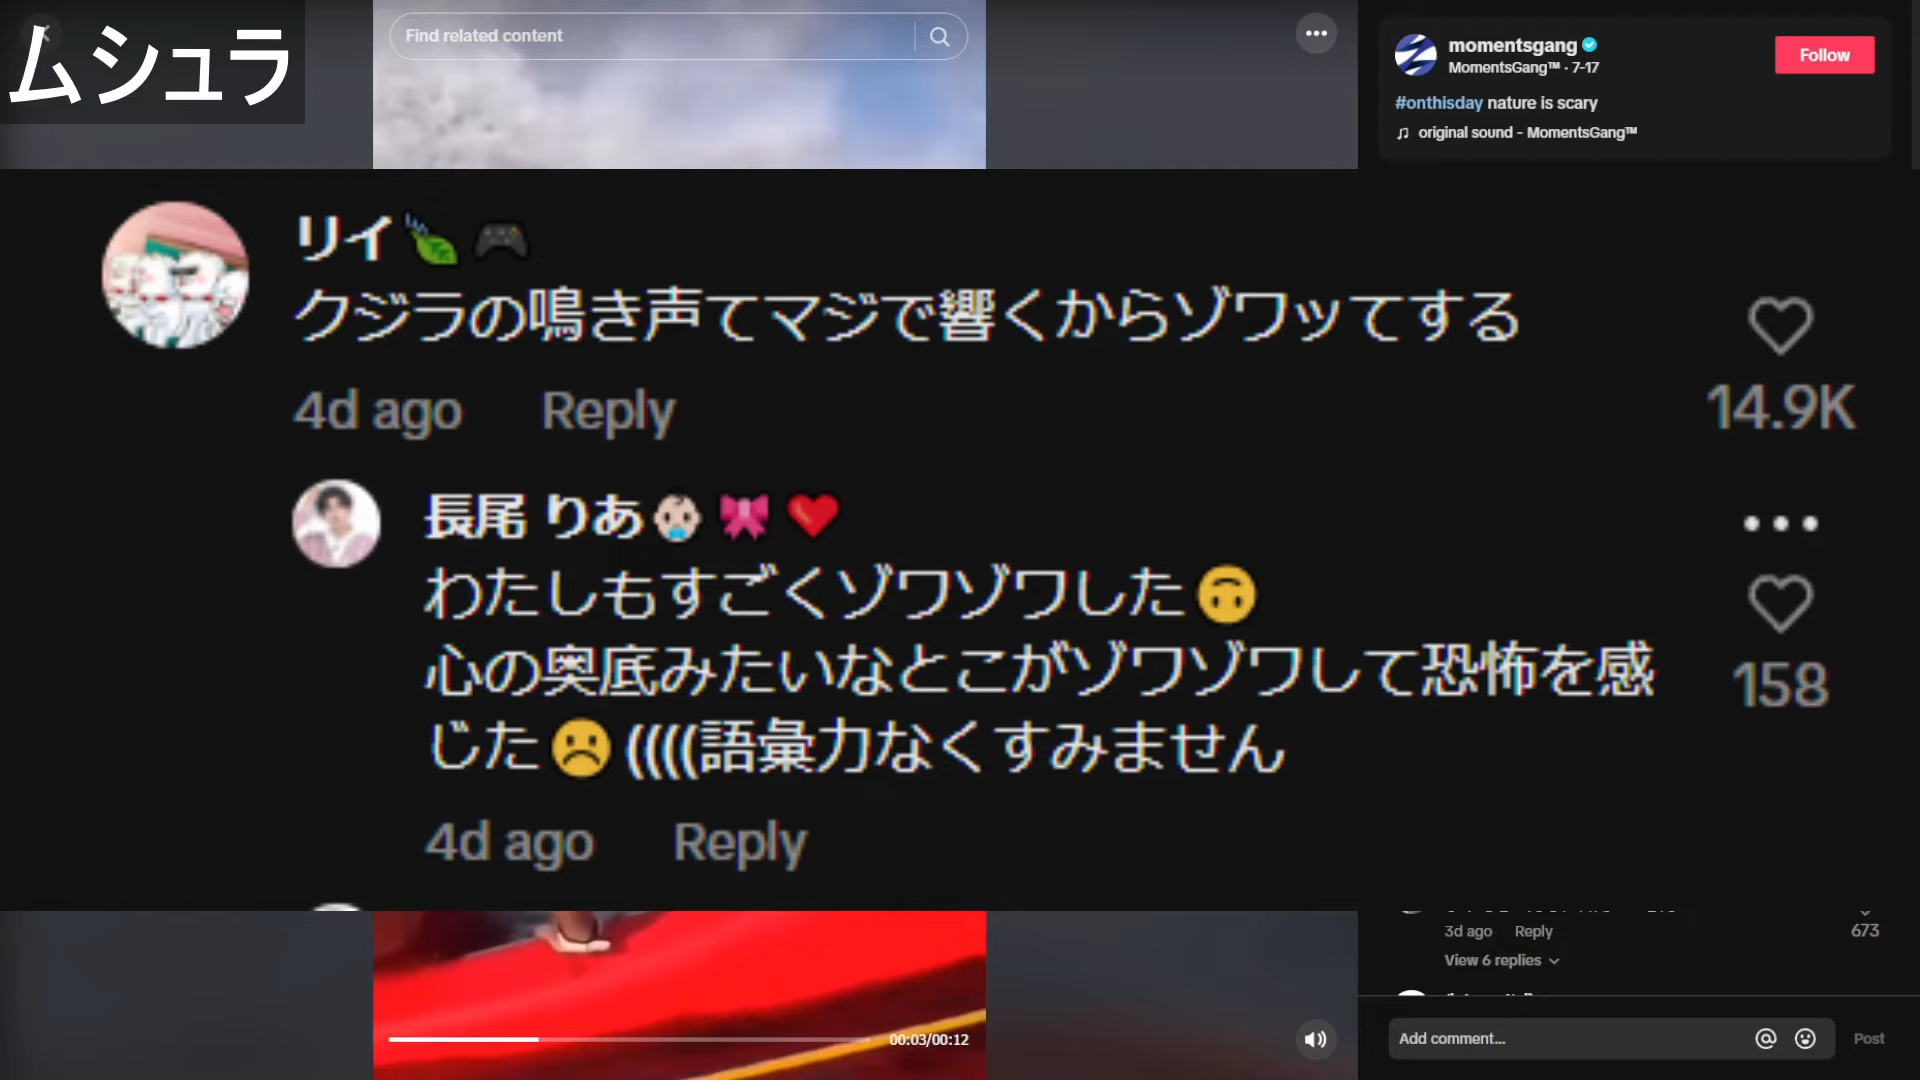 ムシュラ
Find related content
momentsgang
MomentsGang™ · 7-17
Follow
#onthisday nature is scary
original sound - MomentsGang™
リイ
クジラの鳴き声てマジで響くからゾワッてする
4d ago Reply
14.9K
長尾 りあ
わたしもすごくゾワゾワした🙃
心の奥底みたいなとこがゾワゾワして恐怖を感
じた☹️((((語彙力なくすみません
158
4d ago Reply
3d ago Reply
673
View 6 replies
00:03/00:12
Add comment...
Post